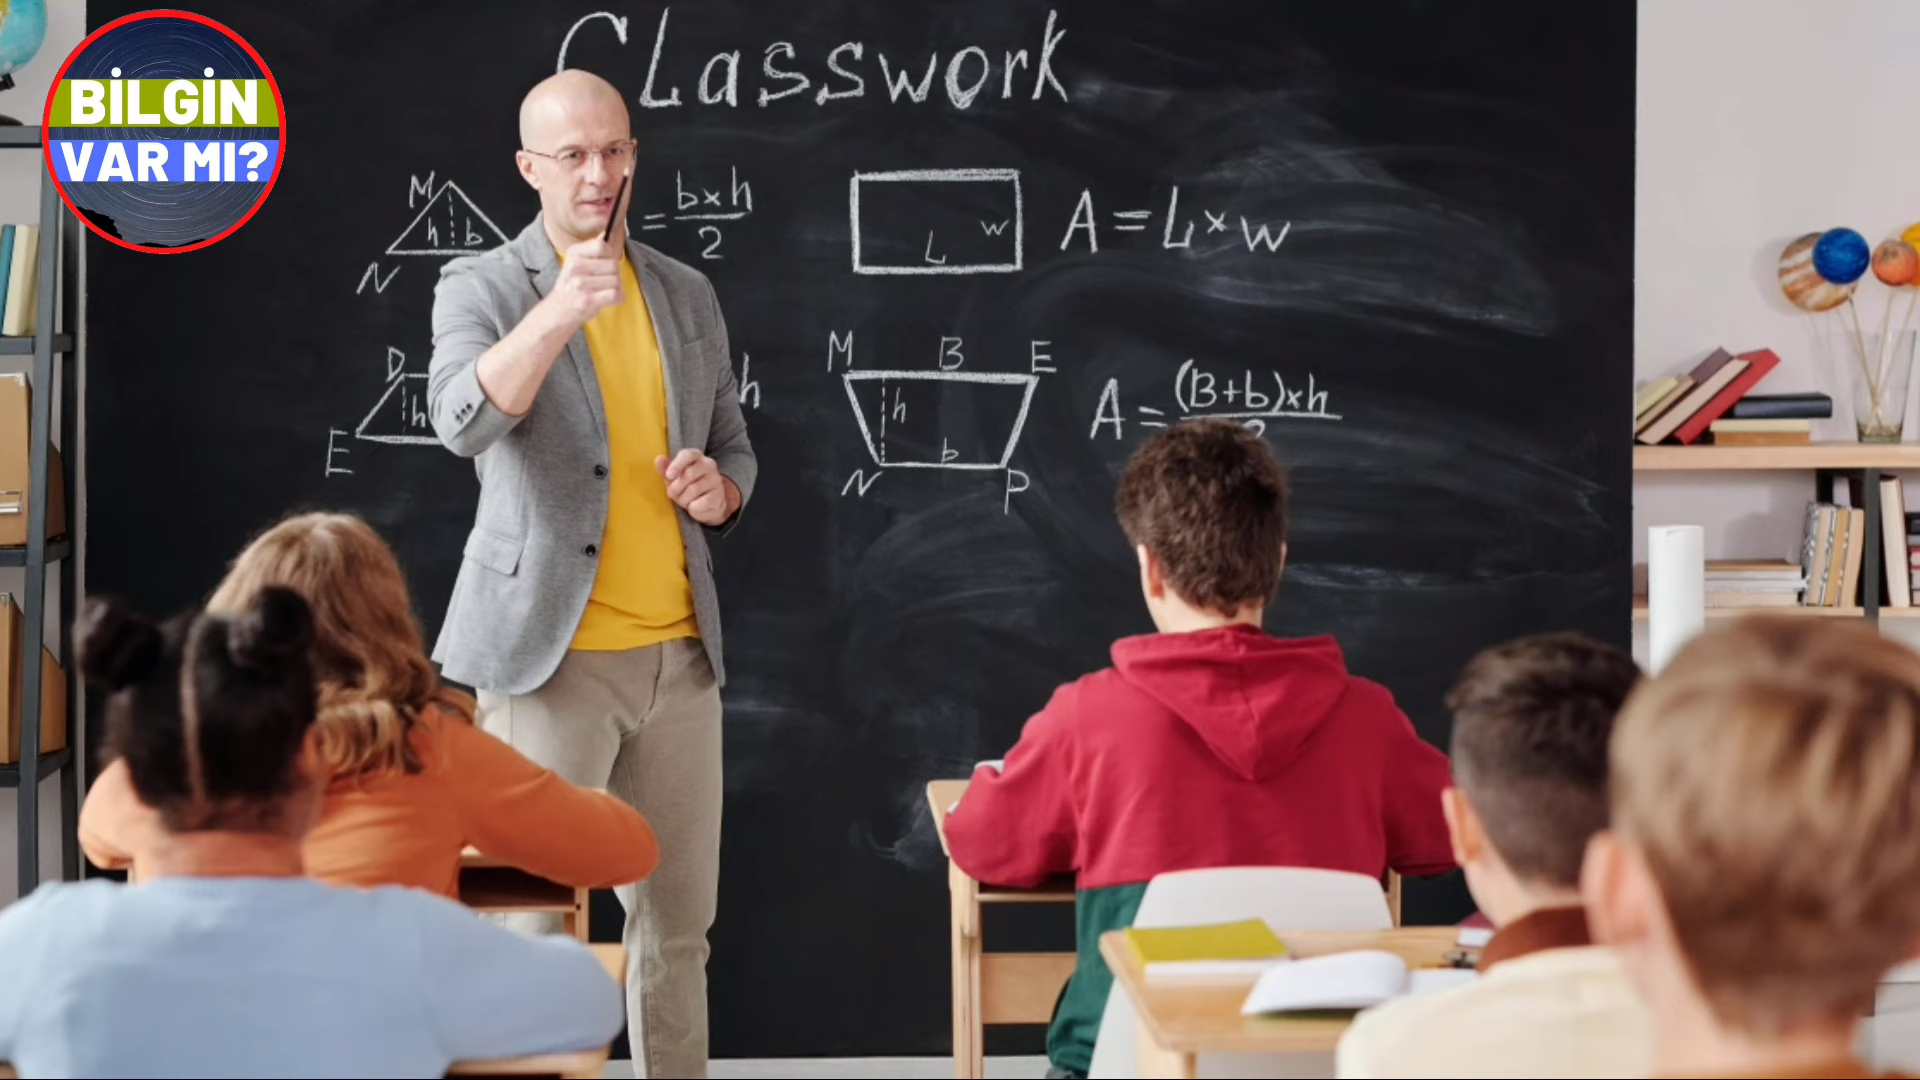 BİLGİN
VAR MI?
Classwork
M
h b
N
= b×h
2
L w
A = L×w
D
h
E
h
M B E
h
b
N P
A = (B+b)×h